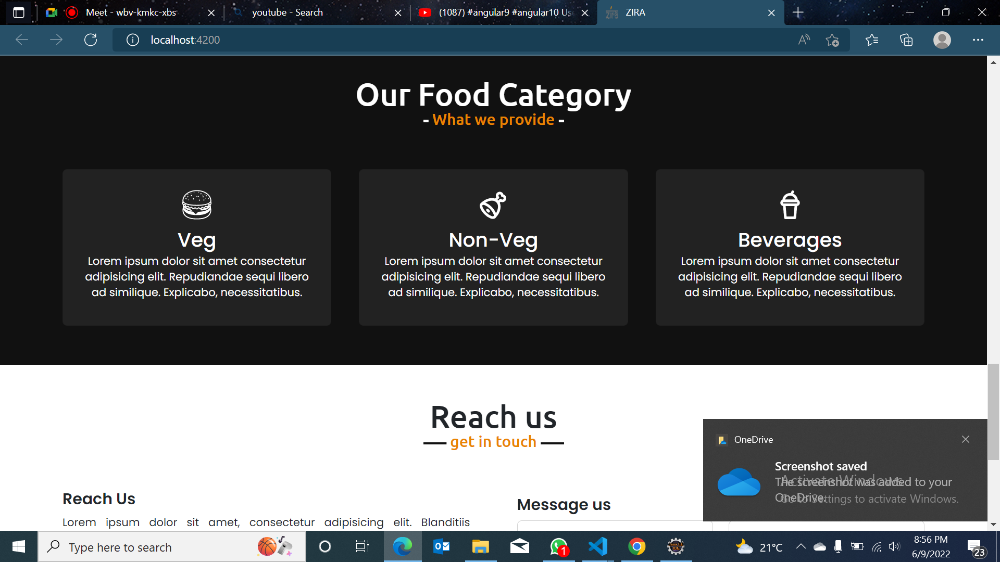 Meet - wbv-kmkc-xbs
youtube - Search
(1087) #angular9 #angular10 Us
ZIRA
localhost:4200
Our Food Category
- What we provide -
Veg
Lorem ipsum dolor sit amet consectetur
adipisicing elit. Repudiandae sequi libero
ad similique. Explicabo, necessitatibus.
Non-Veg
Lorem ipsum dolor sit amet consectetur
adipisicing elit. Repudiandae sequi libero
ad similique. Explicabo, necessitatibus.
Beverages
Lorem ipsum dolor sit amet consectetur
adipisicing elit. Repudiandae sequi libero
ad similique. Explicabo, necessitatibus.
Reach us
get in touch
OneDrive
Screenshot saved
The screenshot was added to your
OneDrive.
Activate Windows
Go to Settings to activate Windows.
Reach Us
Lorem ipsum dolor sit amet, consectetur adipisicing elit. Blanditiis
Message us
Type here to search
1
21°C
8:56 PM
6/9/2022
23